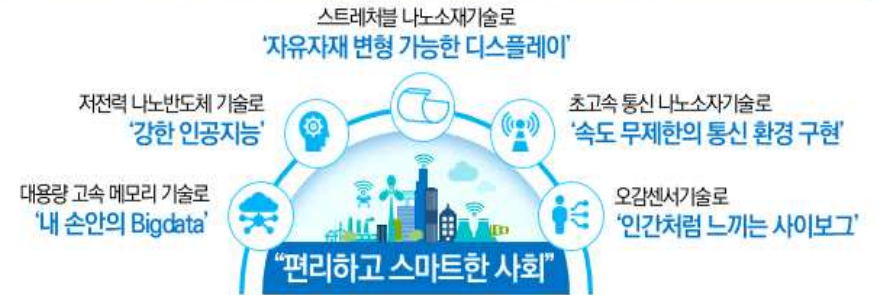 스트레처블 나노소재기술로
‘자유자재 변형 가능한 디스플레이’
저전력 나노반도체 기술로
‘강한 인공지능’
초고속 통신 나노소자기술로
‘속도 무제한의 통신 환경 구현’
대용량 고속 메모리 기술로
‘내 손안의 Bigdata’
오감센서기술로
‘인간처럼 느끼는 사이보그’
“편리하고 스마트한 사회”